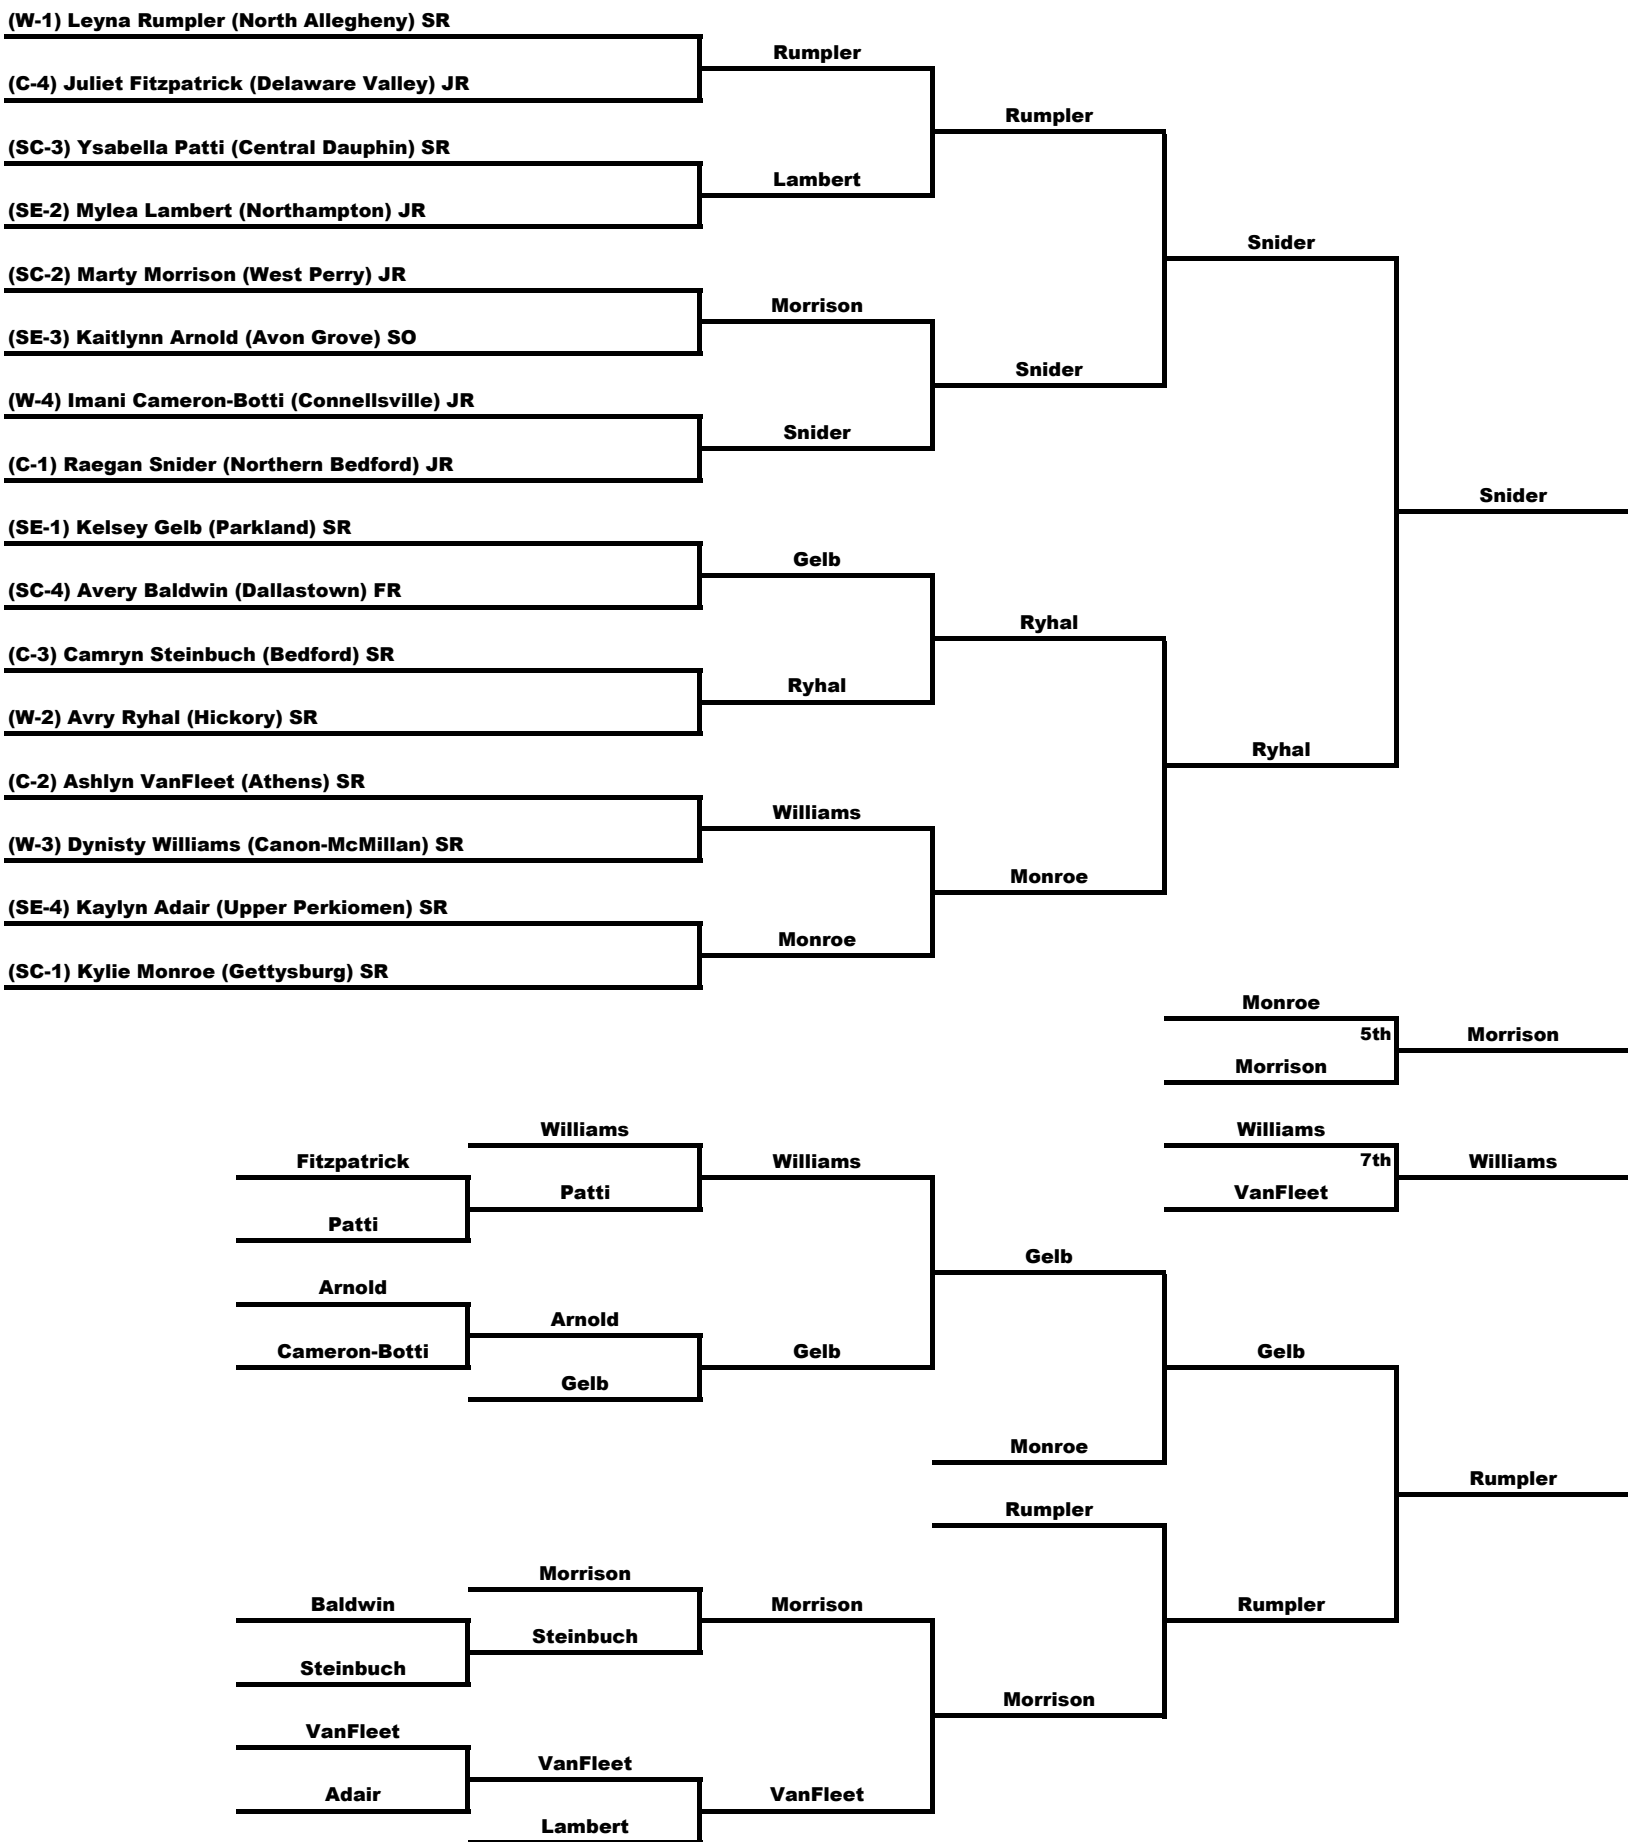 (W-1) Leyna Rumpler (North Allegheny) SR
Rumpler
(C-4) Juliet Fitzpatrick (Delaware Valley) JR
Rumpler
(SC-3) Ysabella Patti (Central Dauphin) SR
Lambert
(SE-2) Mylea Lambert (Northampton) JR
Snider
(SC-2) Marty Morrison (West Perry) JR
Morrison
(SE-3) Kaitlynn Arnold (Avon Grove) SO
Snider
(W-4) Imani Cameron-Botti (Connellsville) JR
Snider
(C-1) Raegan Snider (Northern Bedford) JR
Snider
(SE-1) Kelsey Gelb (Parkland) SR
Gelb
(SC-4) Avery Baldwin (Dallastown) FR
Ryhal
(C-3) Camryn Steinbuch (Bedford) SR
Ryhal
(W-2) Avry Ryhal (Hickory) SR
Ryhal
(C-2) Ashlyn VanFleet (Athens) SR
Williams
(W-3) Dynisty Williams (Canon-McMillan) SR
Monroe
(SE-4) Kaylyn Adair (Upper Perkiomen) SR
Monroe
(SC-1) Kylie Monroe (Gettysburg) SR
Monroe
5th
Morrison
Morrison
Williams
Williams
Fitzpatrick
Williams
7th
Williams
Patti
VanFleet
Patti
Gelb
Arnold
Arnold
Cameron-Botti
Gelb
Gelb
Gelb
Monroe
Rumpler
Rumpler
Morrison
Baldwin
Morrison
Rumpler
Steinbuch
Steinbuch
Morrison
VanFleet
VanFleet
Adair
VanFleet
Lambert